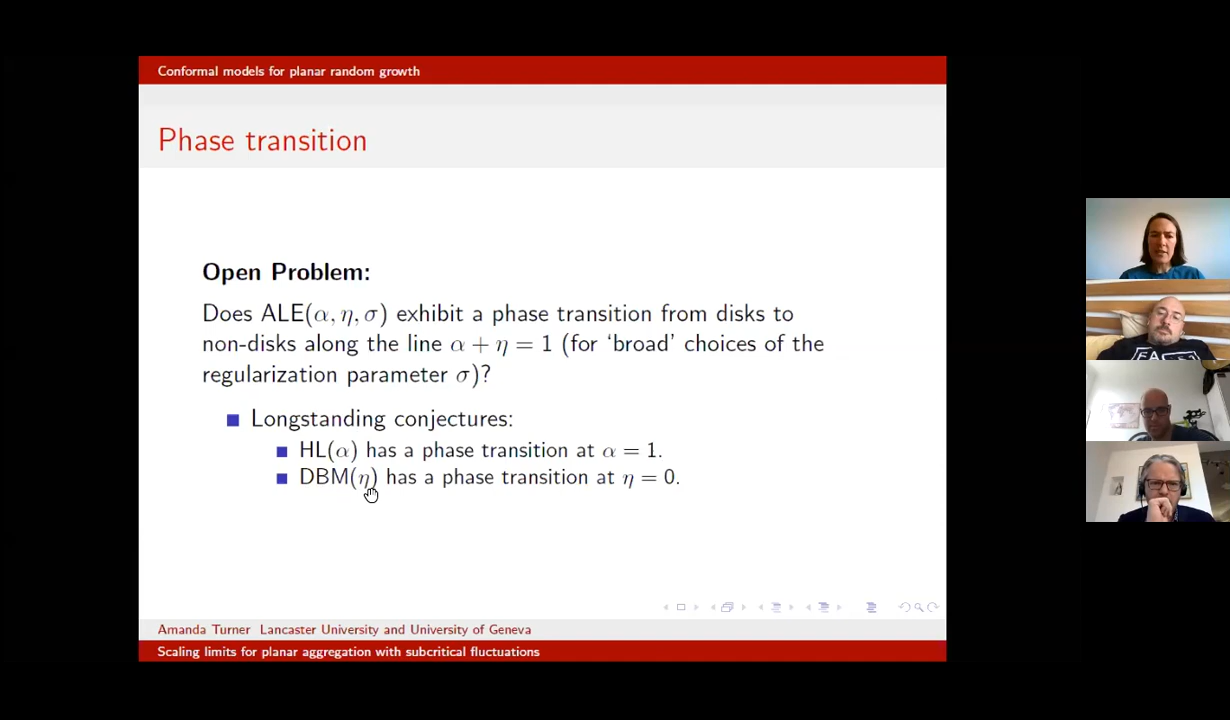 Conformal models for planar random growth
Phase transition
Open Problem:
Does ALE(α, η, σ) exhibit a phase transition from disks to
non-disks along the line α + η = 1 (for ‘broad’ choices of the
regularization parameter σ)?
Longstanding conjectures:
HL(α) has a phase transition at α = 1.
DBM(η) has a phase transition at η = 0.
Amanda Turner Lancaster University and University of Geneva
Scaling limits for planar aggregation with subcritical fluctuations